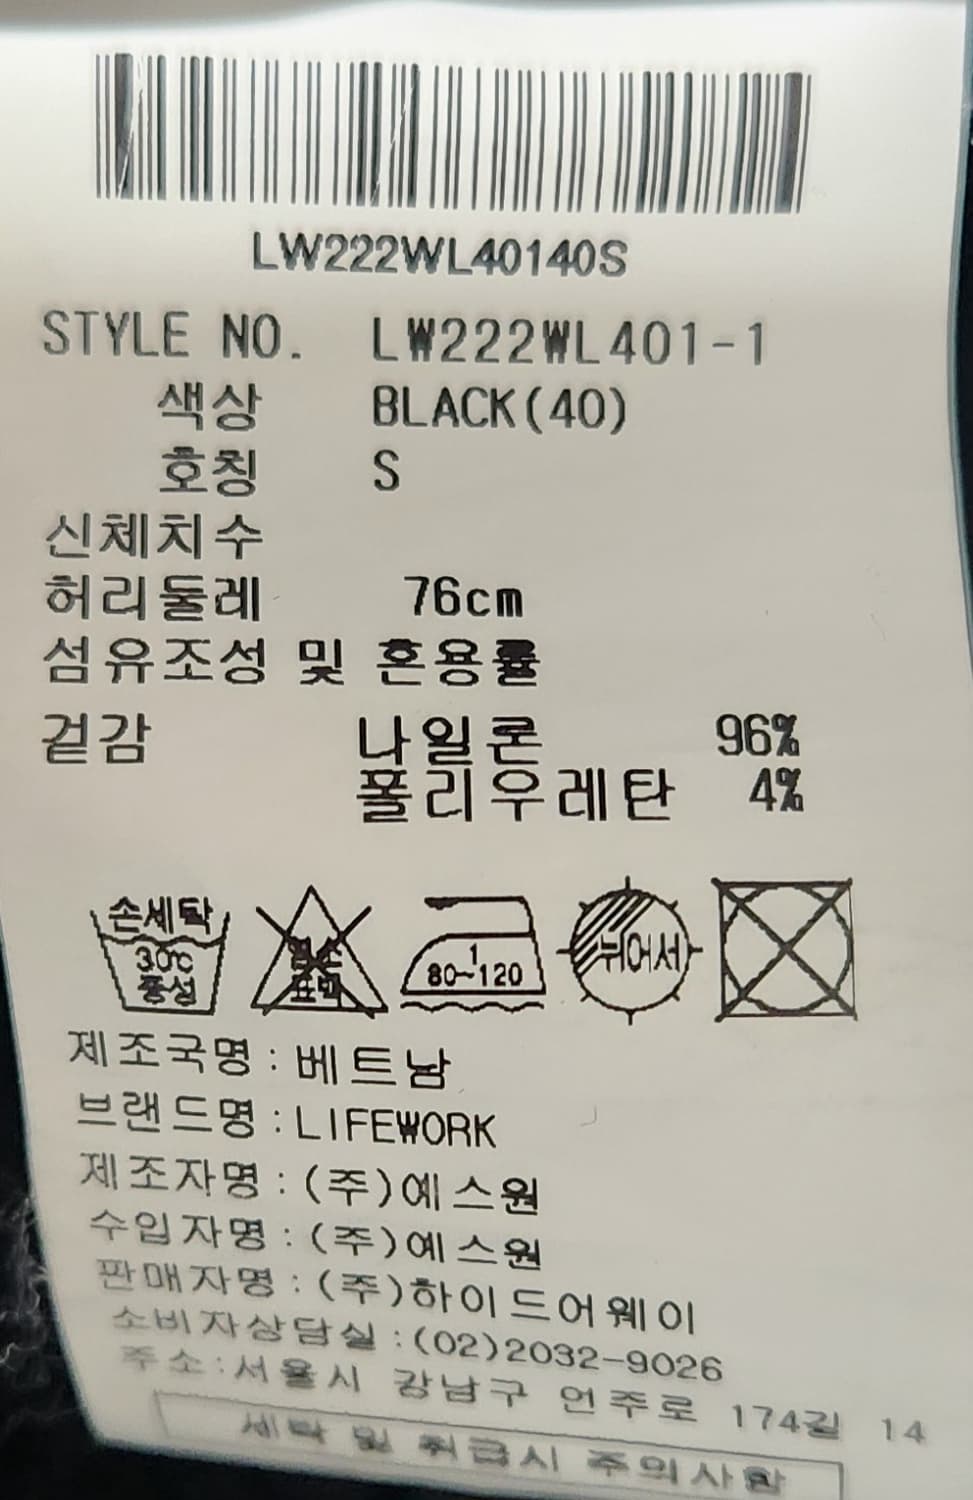 LW222WL40140S
STYLE NO. LW222WL401-1
색상 BLACK(40)
호칭 S
신체치수
허리둘레 76cm
섬유조성 및 혼용률
겉감 나일론 96%
폴리우레탄 4%
손세탁
30℃
중성
염소
표백
1
80~120
뉘어서
제조국명 : 베트남
브랜드명 : LIFEWORK
제조자명 : (주)예스원
수입자명 : (주)예스원
판매자명 : (주)하이드어웨이
소비자상담실 : (02)2032-9026
주소 : 서울시 강남구 언주로 174길 14
세탁 및 취급시 주의사항